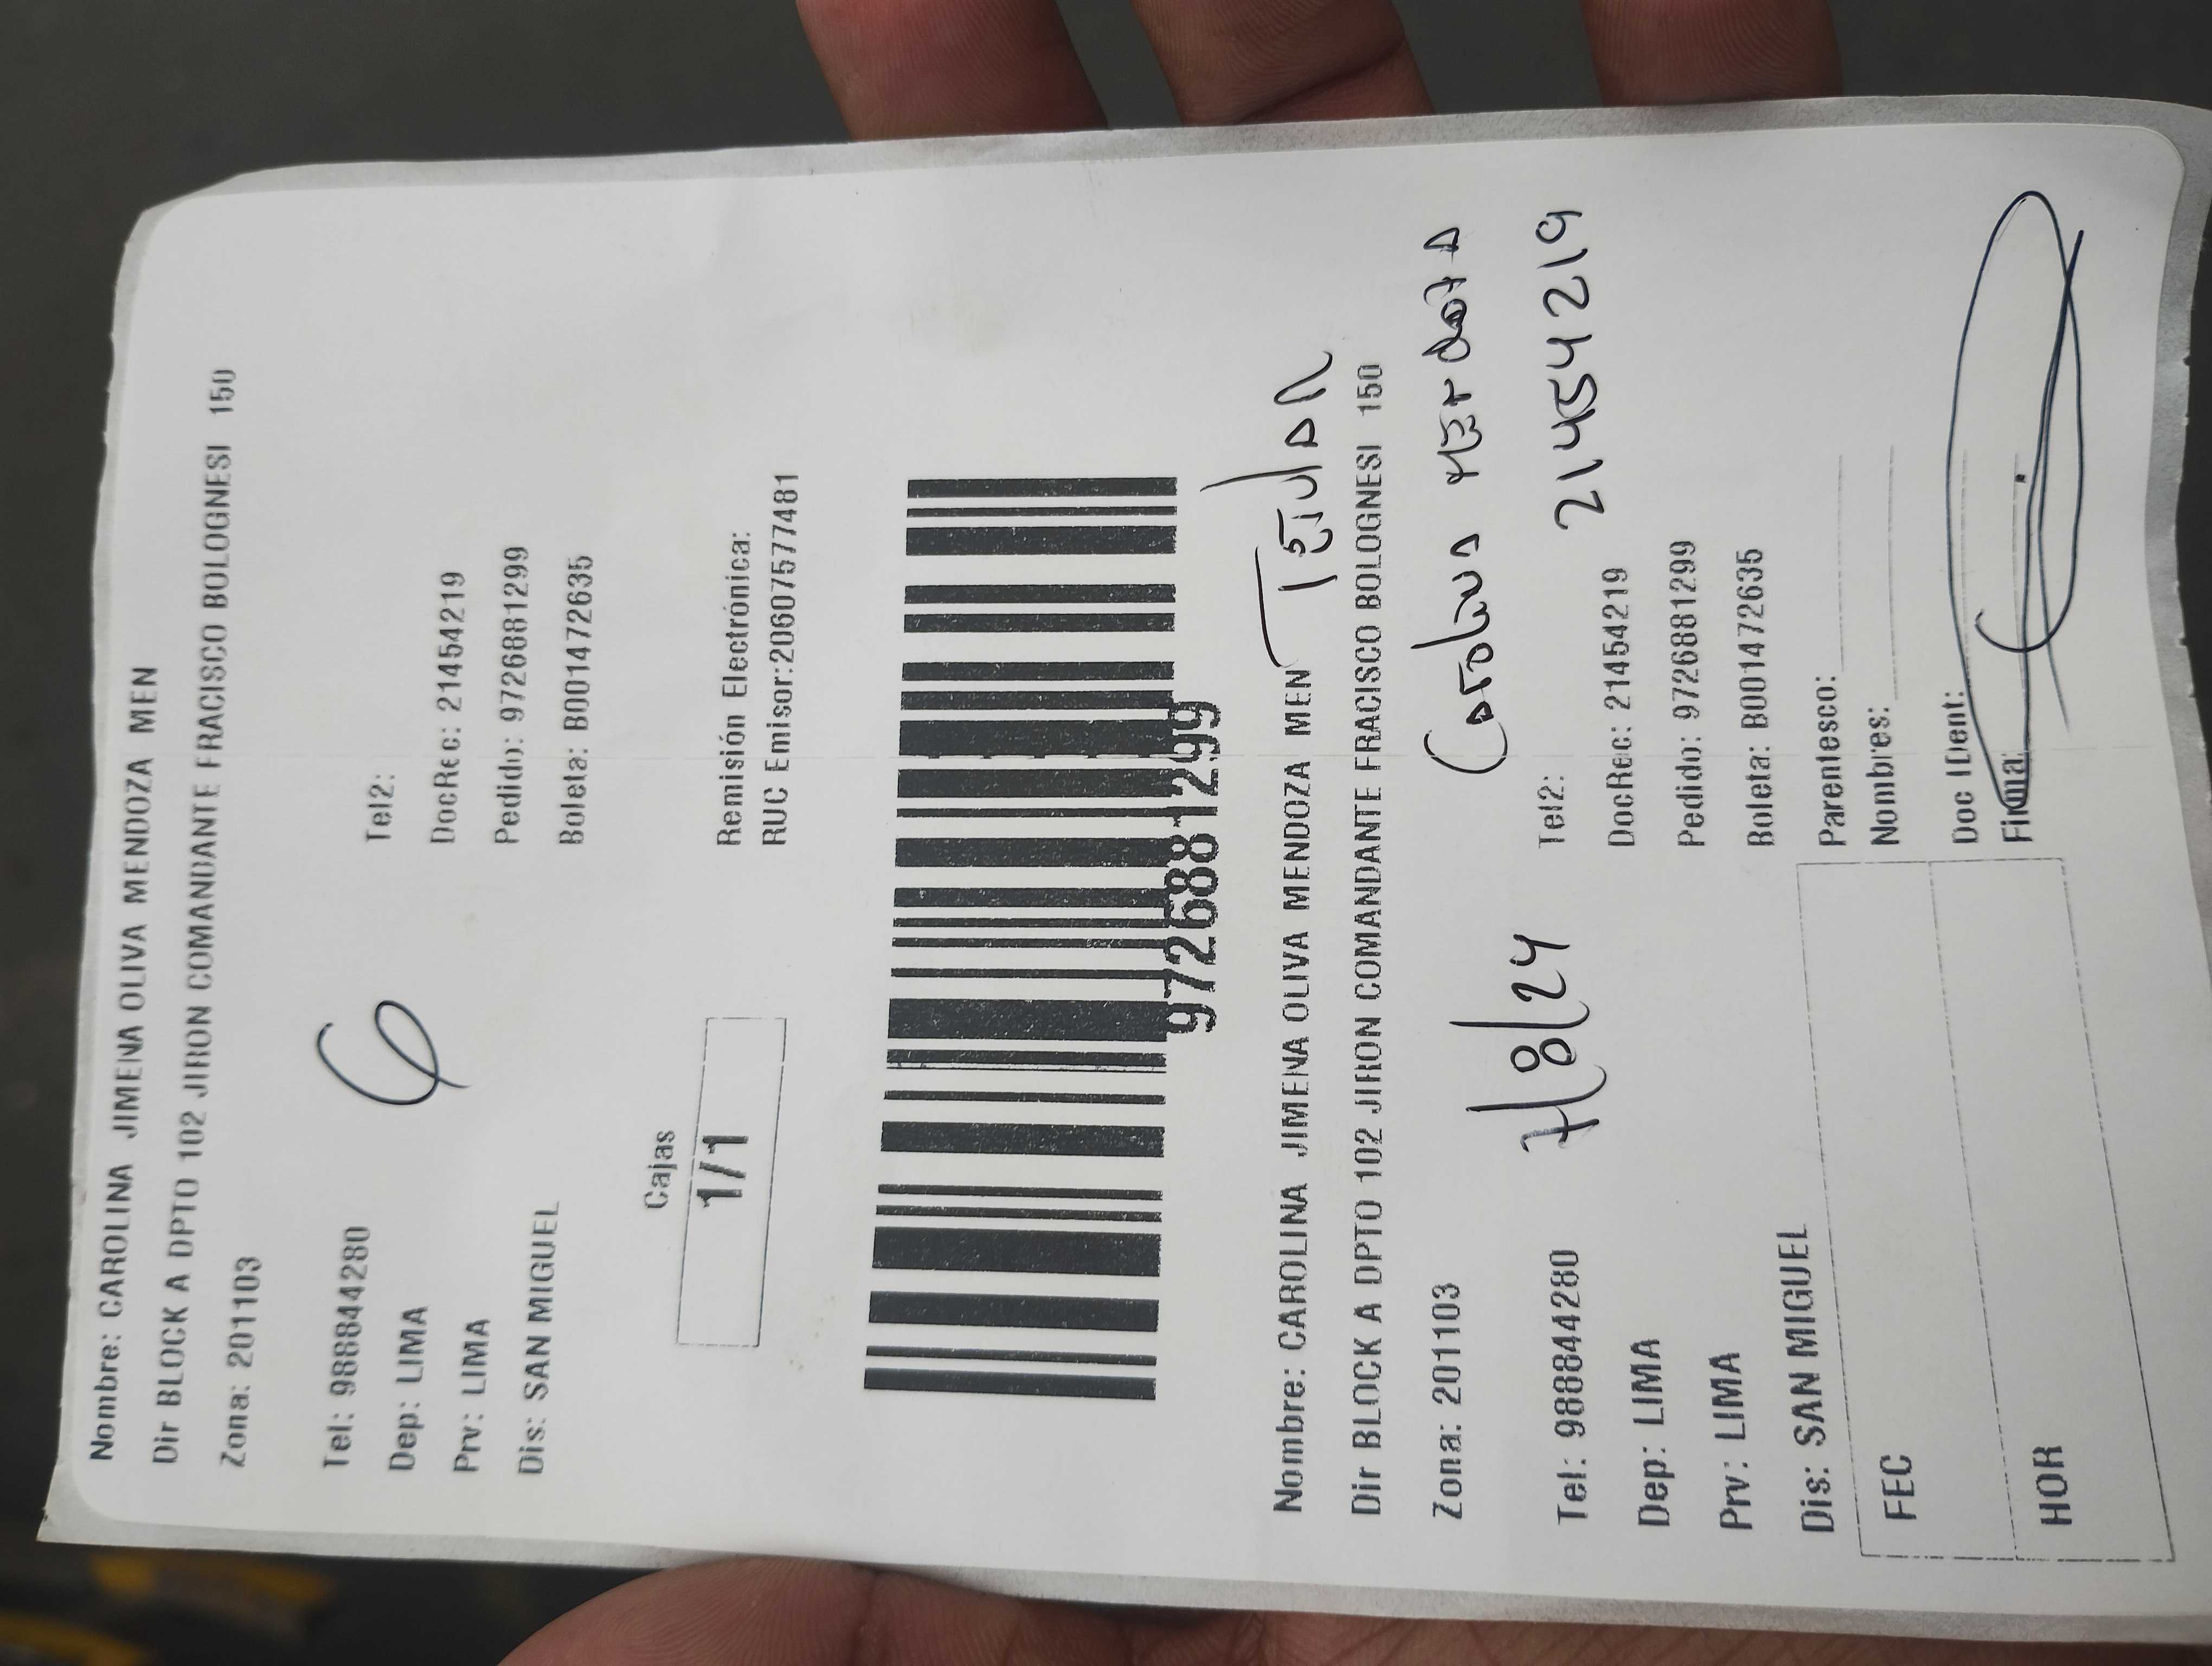 Nombre: CAROLINA JIMENA OLIVA MENDOZA MEN
Dir BLOCK A DPTO 102 JIRON COMANDANTE FRACISCO BOLOGNESI 150
Zona: 201103
6
Tel: 988844280 Tel2:
Dep: LIMA DocRec: 21454219
Prv: LIMA Pedido: 9726881299
Dis: SAN MIGUEL Boleta: B001472635
Cajas
1/1
Remisión Electrónica:
RUC Emisor:20607577481
9726881299
Nombre: CAROLINA JIMENA OLIVA MENDOZA MEN
Dir BLOCK A DPTO 102 JIRON COMANDANTE FRACISCO BOLOGNESI 150
Zona: 201103
7/8/24
21454219
Tel: 988844280 Tel2:
Dep: LIMA DocRec: 21454219
Prv: LIMA Pedido: 9726881299
Dis: SAN MIGUEL Boleta: B001472635
FEC
HOR
Parentesco:
Nombres:
Doc IDent:
Firma: